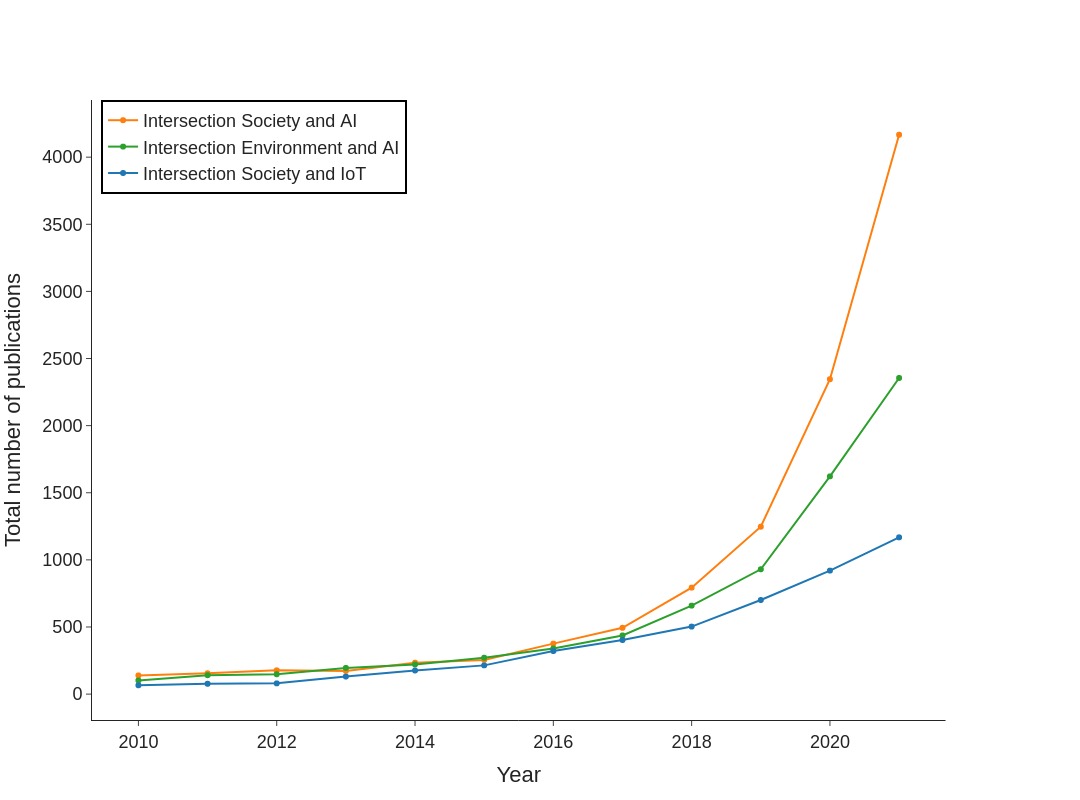 Intersection Society and AI
Intersection Environment and AI
Intersection Society and IoT
4000
3500
3000
2500
2000
1500
1000
500
0
Total number of publications
2010 2012 2014 2016 2018 2020
Year